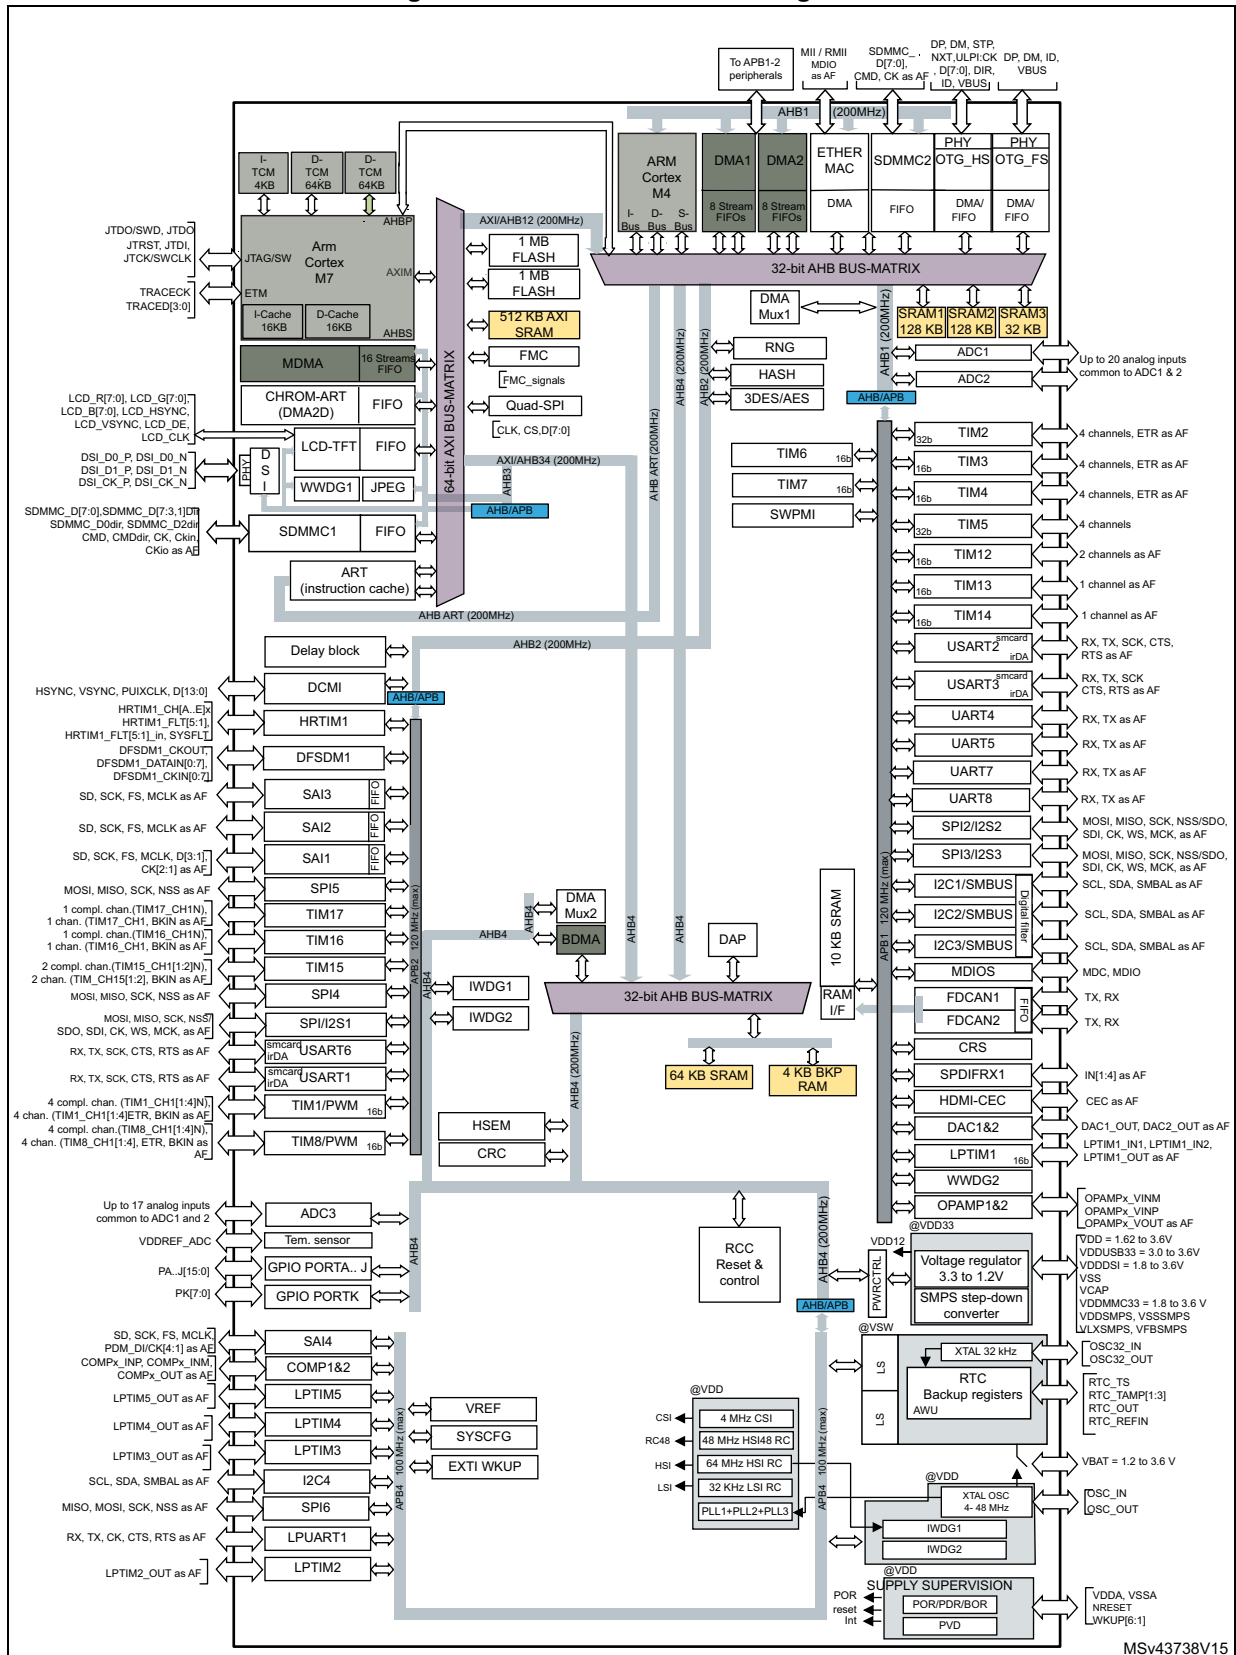 To APB1-2
peripherals
MII / RMII
MDIO
as AF
SDMMC_
D[7:0],
CMD, CK as AF
DP, DM, STP,
NXT,ULPI:CK
, D[7:0], DIR,
ID, VBUS
DP, DM, ID,
VBUS
AHB1 (200MHz)
I-
TCM
4KB
D-
TCM
64KB
D-
TCM
64KB
ARM
Cortex
M4
I-
Bus
D-
Bus
S-
Bus
DMA1
8 Stream
FIFOs
DMA2
8 Stream
FIFOs
ETHER
MAC
DMA
SDMMC2
FIFO
PHY
OTG_HS
DMA/
FIFO
PHY
OTG_FS
DMA/
FIFO
JTDO/SWD, JTDO
JTRST, JTDI,
JTCK/SWCLK
TRACECK
TRACED[3:0]
JTAG/SW
ETM
Arm
Cortex
M7
AHBP
AXIM
AHBS
I-Cache
16KB
D-Cache
16KB
64-bit AXI BUS-MATRIX
AXI/AHB12 (200MHz)
1 MB
FLASH
1 MB
FLASH
512 KB AXI
SRAM
FMC
FMC_signals
Quad-SPI
CLK, CS,D[7:0]
32-bit AHB BUS-MATRIX
DMA
Mux1
SRAM1
128 KB
SRAM2
128 KB
SRAM3
32 KB
MDMA
16 Streams
FIFO
CHROM-ART
(DMA2D)
FIFO
LCD_R[7:0], LCD_G[7:0],
LCD_B[7:0], LCD_HSYNC,
LCD_VSYNC, LCD_DE,
LCD_CLK
LCD-TFT
FIFO
DSI_D0_P, DSI_D0_N
DSI_D1_P, DSI_D1_N
DSI_CK_P, DSI_CK_N
PHY
D
S
I
WWDG1
JPEG
SDMMC_D[7:0],SDMMC_D[7:3,1]Dir
SDMMC_D0dir, SDMMC_D2dir
CMD, CMDdir, CK, Ckin,
CKio as AF
SDMMC1
FIFO
ART
(instruction cache)
AXI/AHB34 (200MHz)
AHB3
AHB/APB
AHB ART (200MHz)
AHB ART(200MHz)
AHB4 (200MHz)
AHB2 (200MHz)
AHB1 (200MHz)
AHB2 (200MHz)
RNG
HASH
3DES/AES
ADC1
ADC2
Up to 20 analog inputs
common to ADC1 & 2
AHB/APB
TIM6
16b
TIM7
16b
SWPMI
TIM2
32b
4 channels, ETR as AF
TIM3
16b
4 channels, ETR as AF
TIM4
16b
4 channels, ETR as AF
TIM5
32b
4 channels
TIM12
16b
2 channels as AF
TIM13
16b
1 channel as AF
TIM14
16b
1 channel as AF
USART2
smcard
irDA
RX, TX, SCK, CTS,
RTS as AF
USART3
smcard
irDA
RX, TX, SCK
CTS, RTS as AF
UART4
RX, TX as AF
UART5
RX, TX as AF
UART7
RX, TX as AF
UART8
RX, TX as AF
SPI2/I2S2
MOSI, MISO, SCK, NSS/SDO,
SDI, CK, WS, MCK, as AF
SPI3/I2S3
MOSI, MISO, SCK, NSS/SDO,
SDI, CK, WS, MCK, as AF
I2C1/SMBUS
SCL, SDA, SMBAL as AF
I2C2/SMBUS
SCL, SDA, SMBAL as AF
I2C3/SMBUS
SCL, SDA, SMBAL as AF
Digital filter
MDIOS
MDC, MDIO
FDCAN1
TX, RX
FDCAN2
TX, RX
FIFO
CRS
SPDIFRX1
IN[1:4] as AF
HDMI-CEC
CEC as AF
DAC1&2
DAC1_OUT, DAC2_OUT as AF
LPTIM1
16b
LPTIM1_IN1, LPTIM1_IN2,
LPTIM1_OUT as AF
WWDG2
OPAMP1&2
OPAMPx_VINM
OPAMPx_VINP
OPAMPx_VOUT as AF
APB1 120 MHz (max)
10 KB SRAM
RAM
I/F
Delay block
HSYNC, VSYNC, PUIXCLK, D[13:0]
DCMI
AHB/APB
HRTIM1_CH[A..E]x
HRTIM1_FLT[5:1],
HRTIM1_FLT[5:1]_in, SYSFLT
HRTIM1
DFSDM1_CKOUT,
DFSDM1_DATAIN[0:7],
DFSDM1_CKIN[0:7]
DFSDM1
SD, SCK, FS, MCLK as AF
SAI3
FIFO
SD, SCK, FS, MCLK as AF
SAI2
FIFO
SD, SCK, FS, MCLK, D[3:1],
CK[2:1] as AF
SAI1
FIFO
MOSI, MISO, SCK, NSS as AF
SPI5
1 compl. chan.(TIM17_CH1N),
1 chan. (TIM17_CH1, BKIN as AF
TIM17
1 compl. chan.(TIM16_CH1N),
1 chan. (TIM16_CH1, BKIN as AF
TIM16
2 compl. chan.(TIM15_CH1[1:2]N),
2 chan. (TIM_CH15[1:2], BKIN as AF
TIM15
MOSI, MISO, SCK, NSS as AF
SPI4
MOSI, MISO, SCK, NSS/
SDO, SDI, CK, WS, MCK, as AF
SPI/I2S1
RX, TX, SCK, CTS, RTS as AF
smcard
irDA
USART6
RX, TX, SCK, CTS, RTS as AF
smcard
irDA
USART1
4 compl. chan. (TIM1_CH1[1:4]N),
4 chan. (TIM1_CH1[1:4]ETR, BKIN as AF
TIM1/PWM
16b
4 compl. chan. (TIM8_CH1[1:4]N),
4 chan. (TIM8_CH1[1:4], ETR, BKIN as
AF
TIM8/PWM
16b
APB2 120 MHz (max)
AHB4
AHB4
AHB4
AHB4
DMA
Mux2
BDMA
DAP
IWDG1
IWDG2
32-bit AHB BUS-MATRIX
64 KB SRAM
4 KB BKP
RAM
AHB4 (200MHz)
HSEM
CRC
Up to 17 analog inputs
common to ADC1 and 2
ADC3
VDDREF_ADC
Tem. sensor
PA..J[15:0]
GPIO PORTA.. J
PK[7:0]
GPIO PORTK
AHB4
RCC
Reset &
control
AHB4 (200MHz)
AHB/APB
@VDD33
VDD12
PWRCTRL
Voltage regulator
3.3 to 1.2V
SMPS step-down
converter
VDD = 1.62 to 3.6V
VDDUSB33 = 3.0 to 3.6V
VDDDSI = 1.8 to 3.6V
VSS
VCAP
VDDMMC33 = 1.8 to 3.6 V
VDDSMPS, VSSSMPS
VLXSMPS, VFBSMPS
@VSW
LS
LS
XTAL 32 kHz
RTC
Backup registers
AWU
OSC32_IN
OSC32_OUT
RTC_TS
RTC_TAMP[1:3]
RTC_OUT
RTC_REFIN
VBAT = 1.2 to 3.6 V
SD, SCK, FS, MCLK,
PDM_DI/CK[4:1] as AF
SAI4
COMPx_INP, COMPx_INM,
COMPx_OUT as AF
COMP1&2
LPTIM5_OUT as AF
LPTIM5
LPTIM4_OUT as AF
LPTIM4
LPTIM3_OUT as AF
LPTIM3
SCL, SDA, SMBAL as AF
I2C4
MISO, MOSI, SCK, NSS as AF
SPI6
RX, TX, CK, CTS, RTS as AF
LPUART1
LPTIM2_OUT as AF
LPTIM2
APB4 100 MHz (max)
VREF
SYSCFG
EXTI WKUP
@VDD
CSI
4 MHz CSI
RC48
48 MHz HSI48 RC
HSI
64 MHz HSI RC
LSI
32 KHz LSI RC
PLL1+PLL2+PLL3
APB4 100 MHz (max)
@VDD
XTAL OSC
4- 48 MHz
IWDG1
IWDG2
OSC_IN
OSC_OUT
@VDD
SUPPLY SUPERVISION
POR
reset
Int
POR/PDR/BOR
PVD
VDDA, VSSA
NRESET
WKUP[6:1]
MSv43738V15